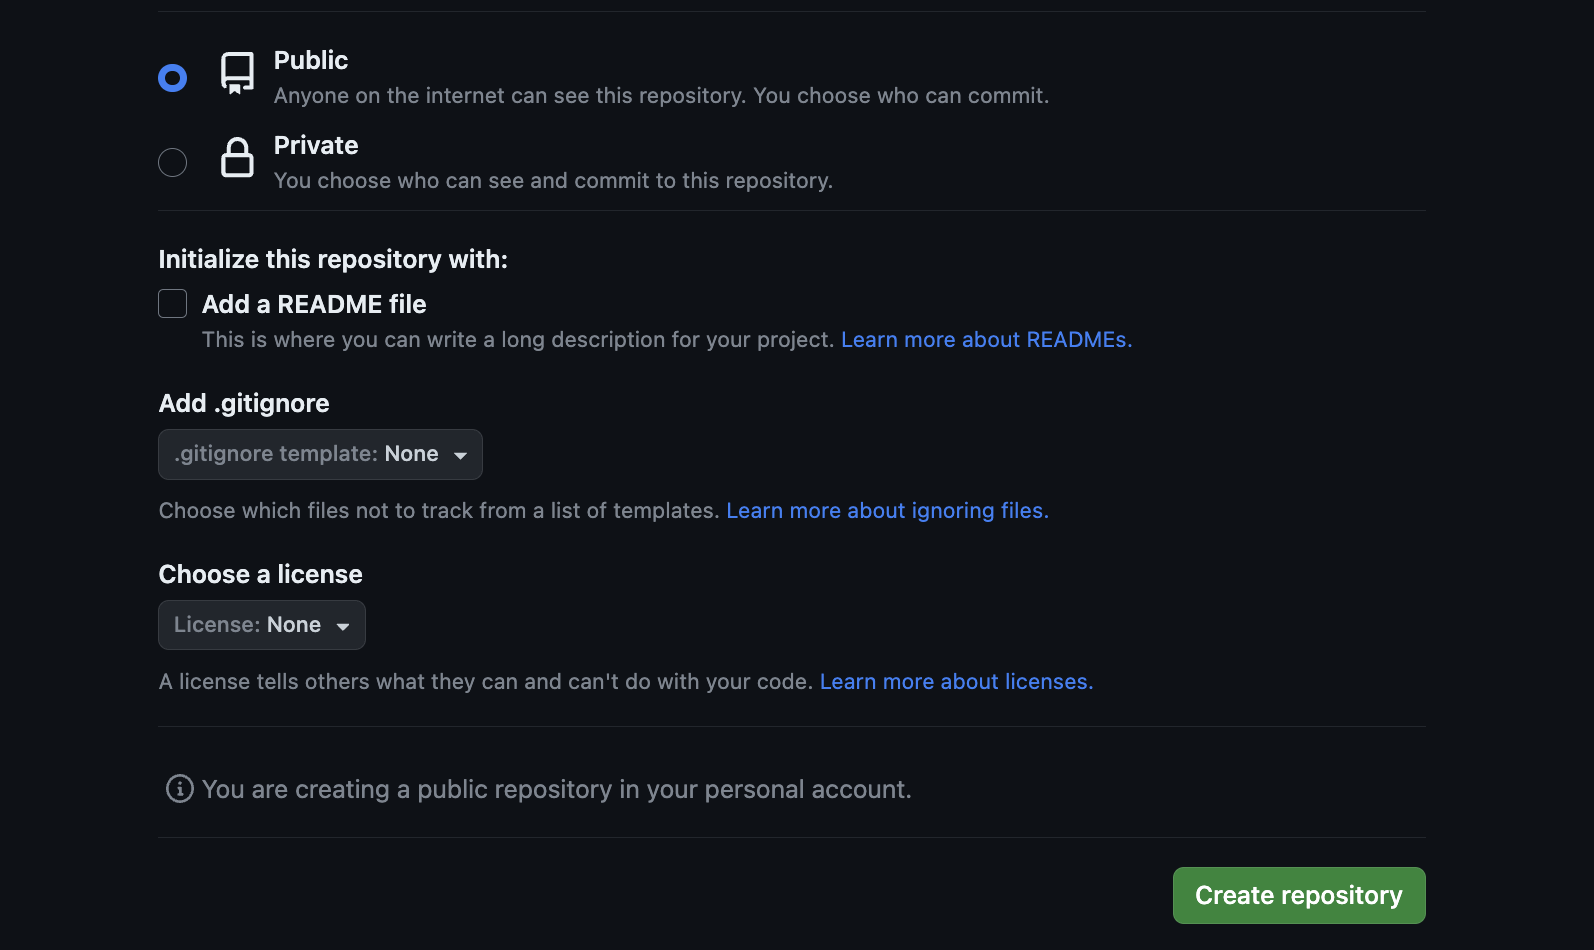 Public
Anyone on the internet can see this repository. You choose who can commit.
Private
You choose who can see and commit to this repository.
Initialize this repository with:
Add a README file
This is where you can write a long description for your project. Learn more about READMEs.
Add .gitignore
.gitignore template: None
Choose which files not to track from a list of templates. Learn more about ignoring files.
Choose a license
License: None
A license tells others what they can and can't do with your code. Learn more about licenses.
You are creating a public repository in your personal account.
Create repository